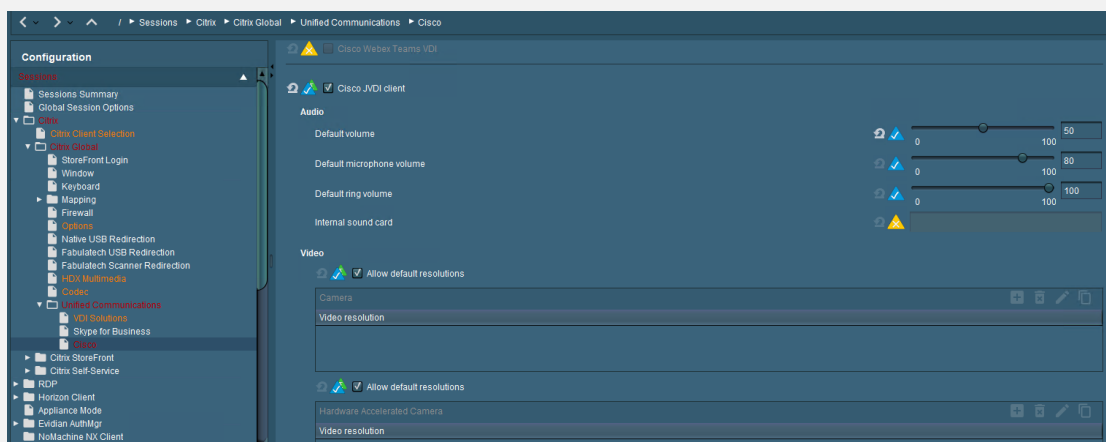 / Sessions Citrix Citrix Global Unified Communications Cisco
Configuration
Sessions
Sessions Summary
Global Session Options
Citrix
Citrix Client Selection
Citrix Global
StoreFront Login
Window
Keyboard
Mapping
Firewall
Options
Native USB Redirection
Fabulatech USB Redirection
Fabulatech Scanner Redirection
HDX Multimedia
Codec
Unified Communications
VDI Solutions
Skype for Business
Cisco
Citrix StoreFront
Citrix Self-Service
RDP
Horizon Client
Appliance Mode
Evidian AuthMgr
NoMachine NX Client
Cisco Webex Teams VDI
Cisco JVDI client
Audio
Default volume 0 100 50
Default microphone volume 0 100 80
Default ring volume 0 100 100
Internal sound card
Video
Allow default resolutions
Camera
Video resolution
Allow default resolutions
Hardware Accelerated Camera
Video resolution